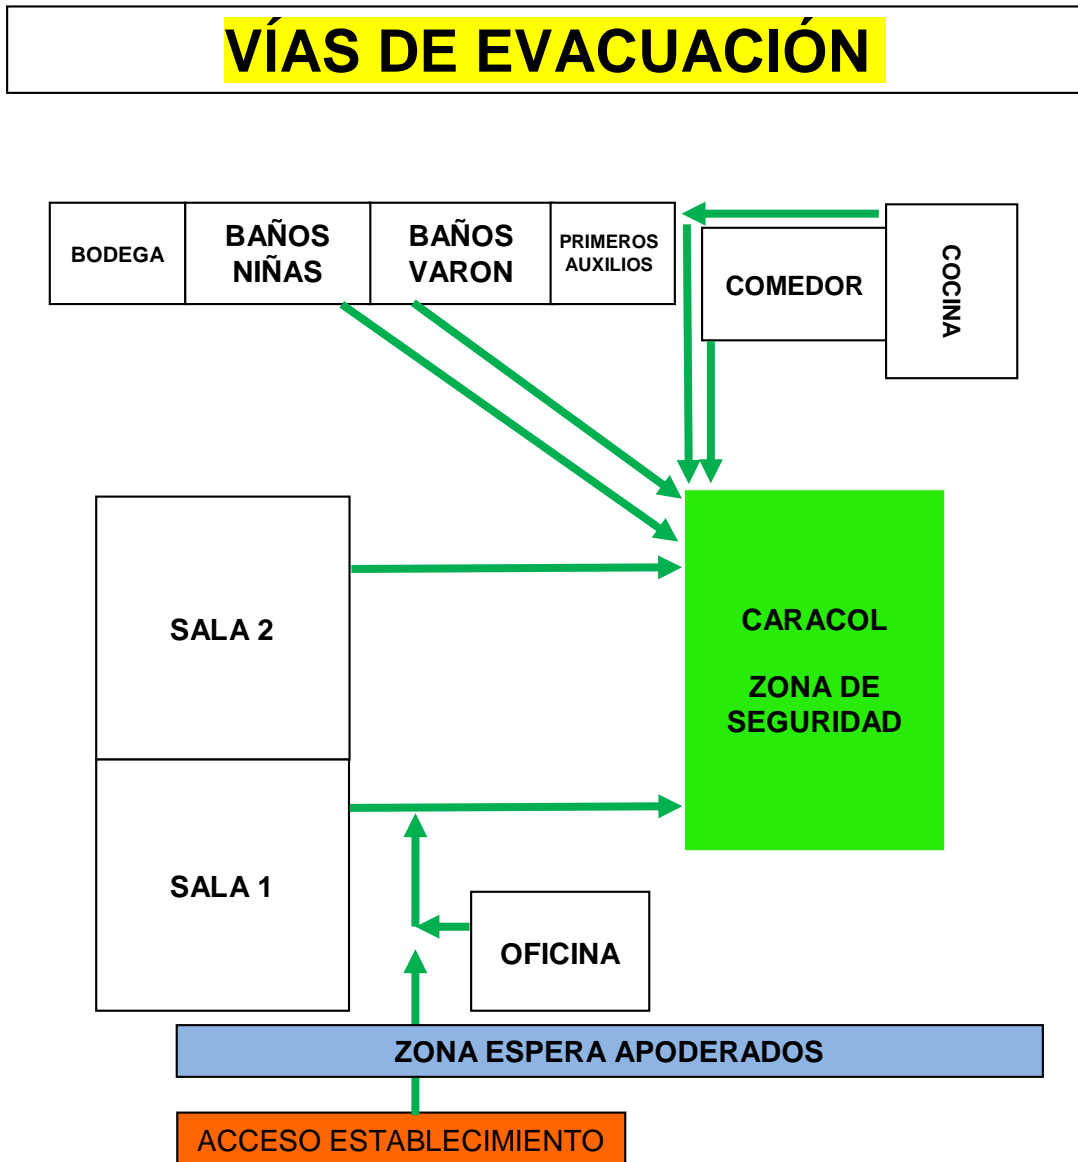 VÍAS DE EVACUACIÓN
BODEGA
BAÑOS
NIÑAS
BAÑOS
VARON
PRIMEROS
AUXILIOS
COMEDOR
COCINA
SALA 2
CARACOL
ZONA DE
SEGURIDAD
SALA 1
OFICINA
ZONA ESPERA APODERADOS
ACCESO ESTABLECIMIENTO